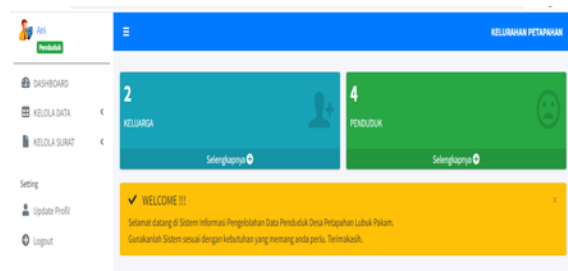 Ani
Penduduk
KELURAHAN PETAPAHAN
DASHBOARD
KELOLA DATA
KELOLA SURAT
Setting
Update Profil
Logout
2
KELUARGA
Selengkapnya
4
PENDUDUK
Selengkapnya
WELCOME !!! x
Selamat datang di Sistem Informasi Pengelolahan Data Penduduk Desa Petapahan Lubuk Pakam.
Gunakanlah Sistem sesuai dengan kebutuhan yang memang anda perlu. Terimakasih.